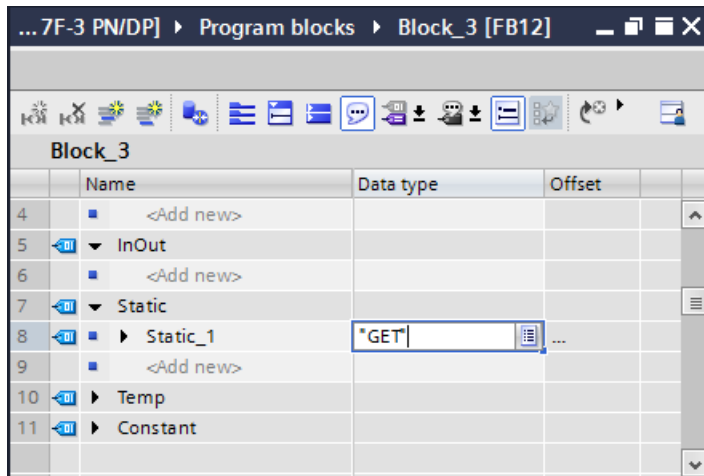 ...7F-3 PN/DP] ▸ Program blocks ▸ Block_3 [FB12]
Block_3
Name Data type Offset
4 <Add new>
5 InOut
6 <Add new>
7 Static
8 Static_1 "GET" ...
9 <Add new>
10 Temp
11 Constant